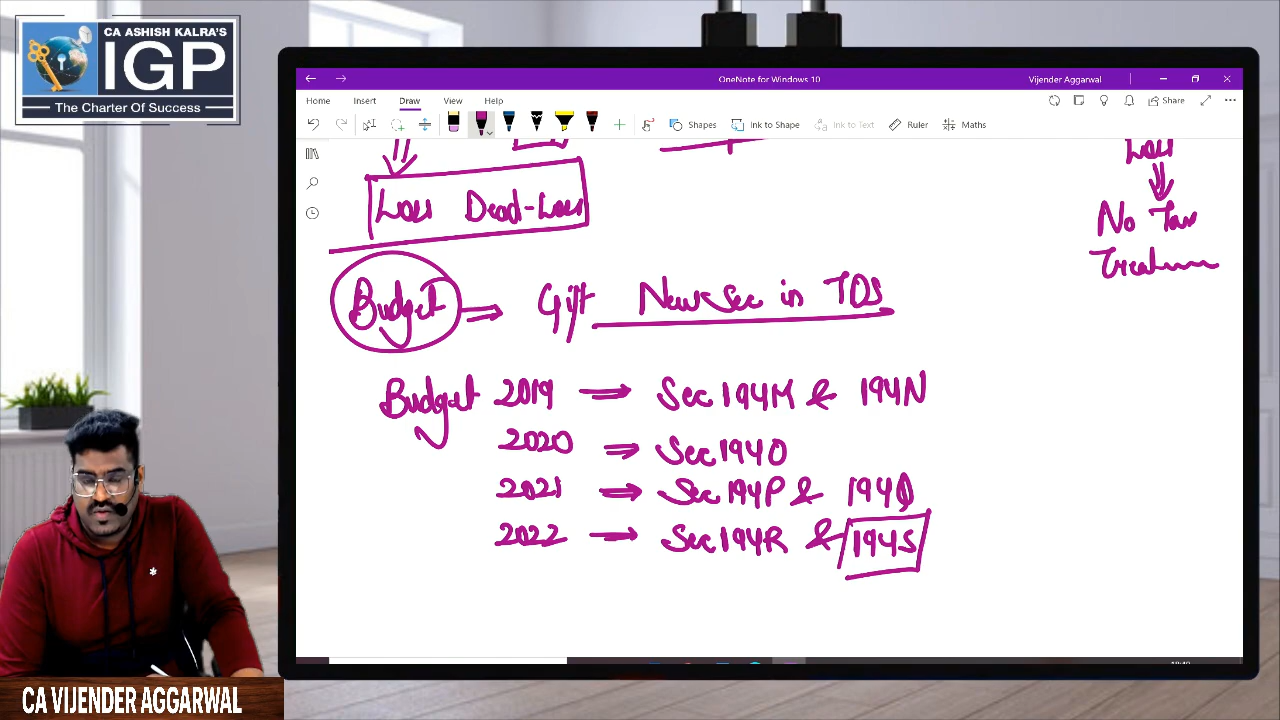 CA ASHISH KALRA'S
IGP
The Charter Of Success
OneNote for Windows 10
Vijender Aggarwal
Home Insert Draw View Help
Share
Shapes Ink to Shape Ink to Text Ruler Maths
Loss
Loss Dead-Loss
No Tax
Treatment
Budget ⇒ Gift New Sec in TDS
Budget 2019 ⇒ Sec 194M & 194N
2020 ⇒ Sec 194O
2021 ⇒ Sec 194P & 194Q
2022 ⇒ Sec 194R & 194S
CA VIJENDER AGGARWAL